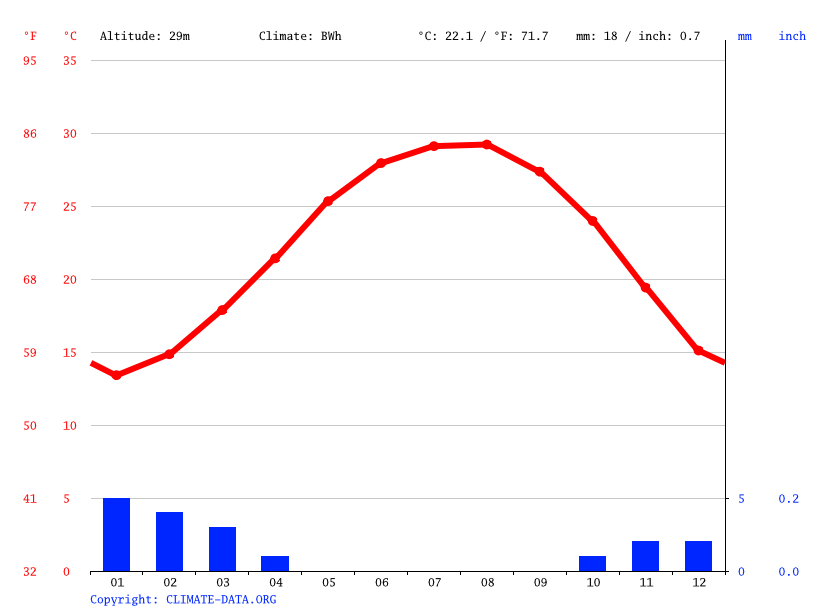 °F °C Altitude: 29m Climate: BWh °C: 22.1 / °F: 71.7 mm: 18 / inch: 0.7 mm inch
95 35
86 30
77 25
68 20
59 15
50 10
41 5 5 0.2
32 0 0 0.0
01 02 03 04 05 06 07 08 09 10 11 12
Copyright: CLIMATE-DATA.ORG